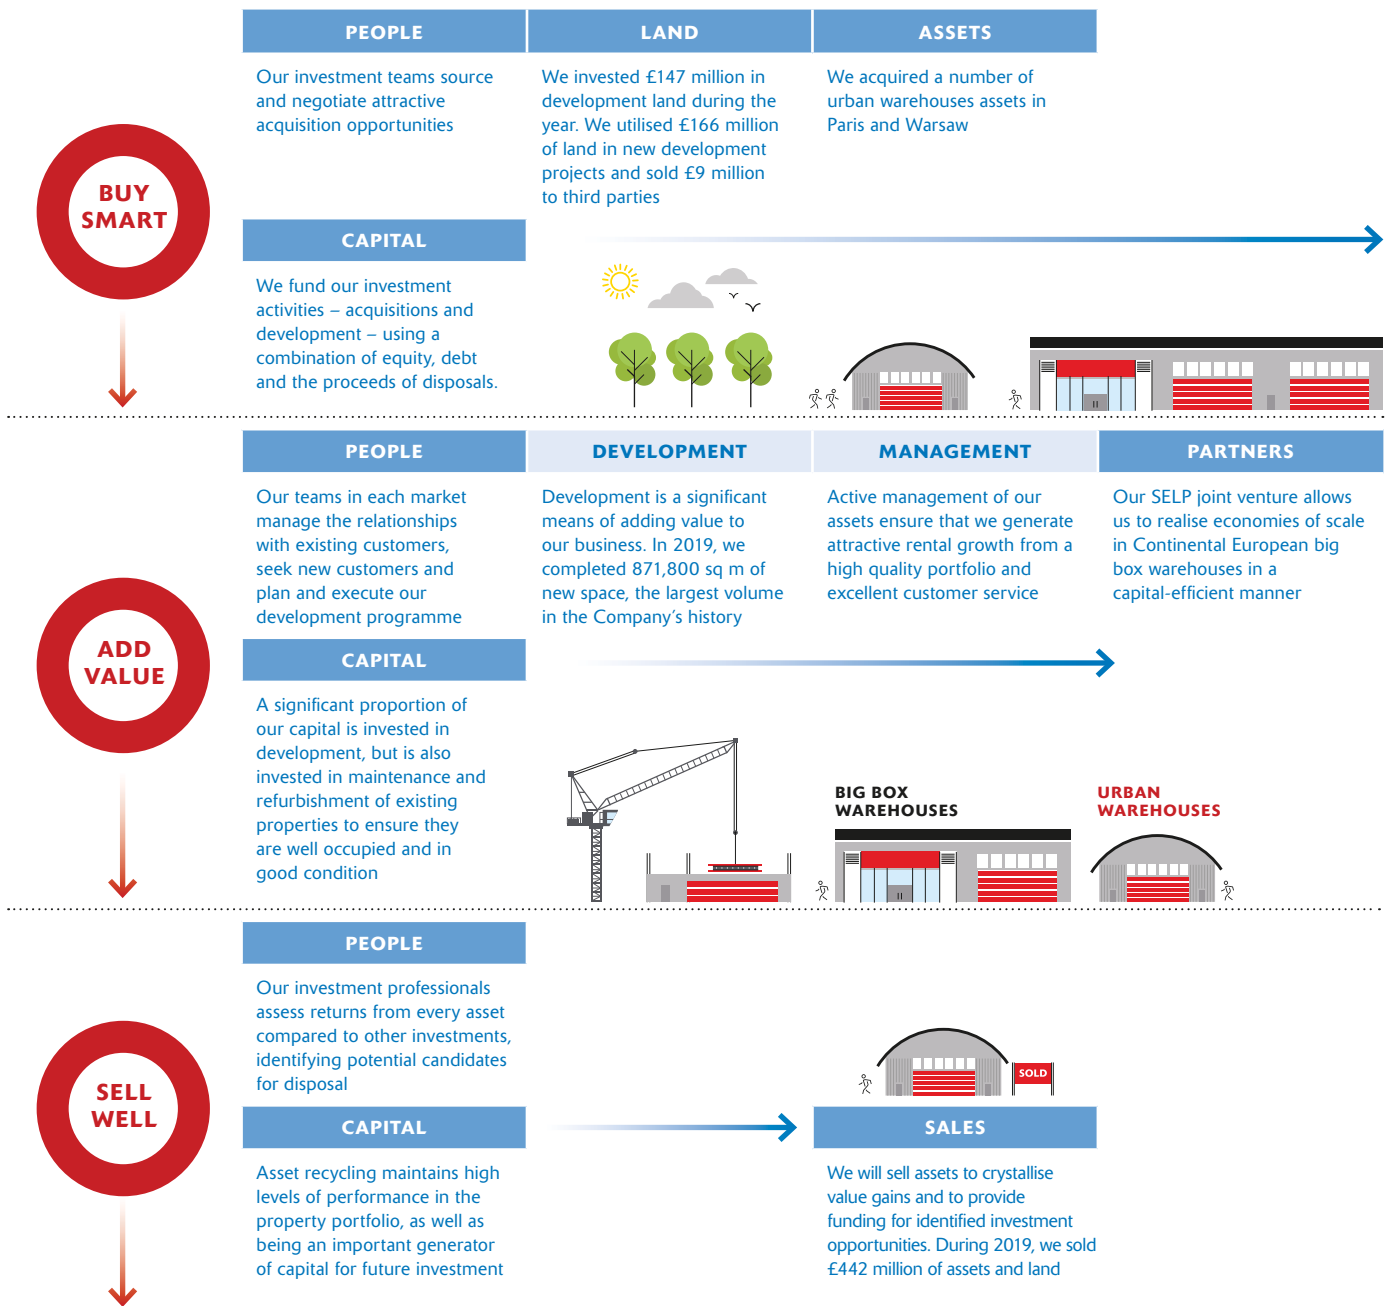 BUY
SMART
PEOPLE
Our investment teams source
and negotiate attractive
acquisition opportunities
LAND
We invested £147 million in
development land during the
year. We utilised £166 million
of land in new development
projects and sold £9 million
to third parties
ASSETS
We acquired a number of
urban warehouses assets in
Paris and Warsaw
CAPITAL
We fund our investment
activities – acquisitions and
development – using a
combination of equity, debt
and the proceeds of disposals.
ADD
VALUE
PEOPLE
Our teams in each market
manage the relationships
with existing customers,
seek new customers and
plan and execute our
development programme
DEVELOPMENT
Development is a significant
means of adding value to
our business. In 2019, we
completed 871,800 sq m of
new space, the largest volume
in the Company’s history
MANAGEMENT
Active management of our
assets ensure that we generate
attractive rental growth from a
high quality portfolio and
excellent customer service
PARTNERS
Our SELP joint venture allows
us to realise economies of scale
in Continental European big
box warehouses in a
capital-efficient manner
CAPITAL
A significant proportion of
our capital is invested in
development, but is also
invested in maintenance and
refurbishment of existing
properties to ensure they
are well occupied and in
good condition
BIG BOX
WAREHOUSES
URBAN
WAREHOUSES
SELL
WELL
PEOPLE
Our investment professionals
assess returns from every asset
compared to other investments,
identifying potential candidates
for disposal
CAPITAL
Asset recycling maintains high
levels of performance in the
property portfolio, as well as
being an important generator
of capital for future investment
SOLD
SALES
We will sell assets to crystallise
value gains and to provide
funding for identified investment
opportunities. During 2019, we sold
£442 million of assets and land